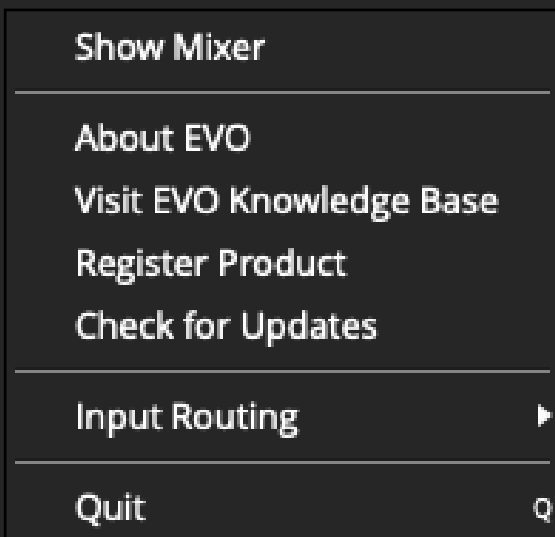 Show Mixer
About EVO
Visit EVO Knowledge Base
Register Product
Check for Updates
Input Routing
Quit Q